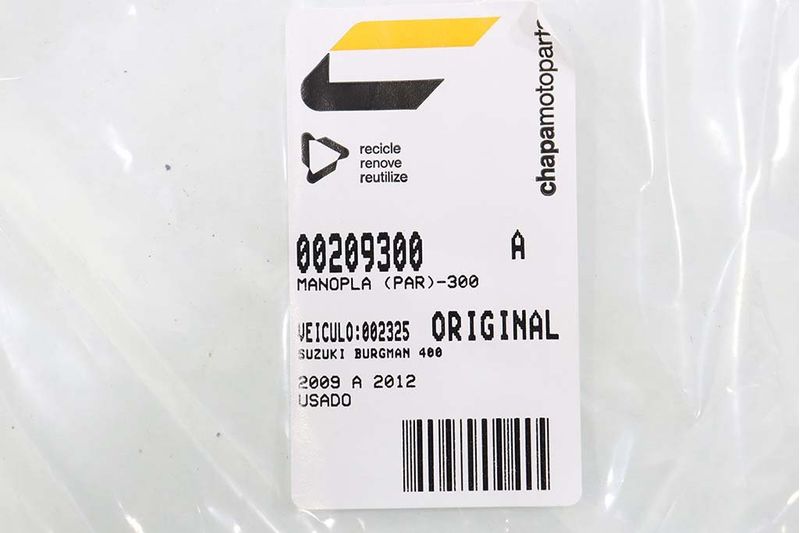 chapamotoparts
recicle
renove
reutilize
00209300 A
MANOPLA (PAR)-300
VEICULO:002325 ORIGINAL
SUZUKI BURGMAN 400
2009 A 2012
USADO